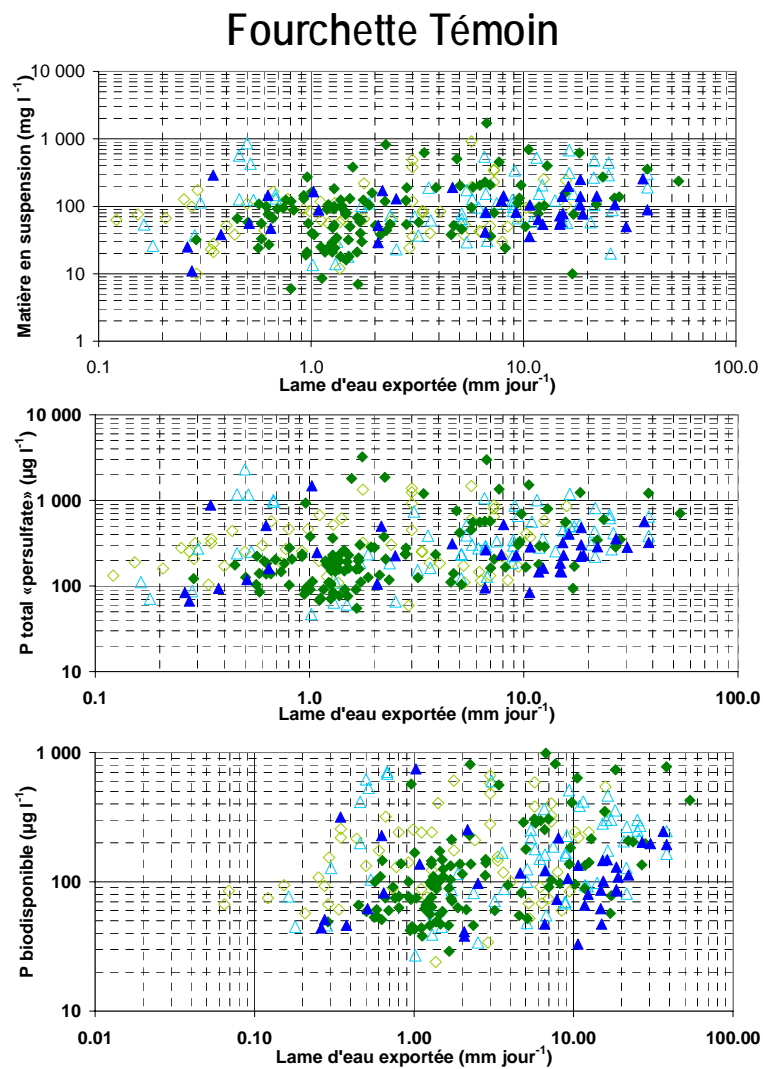 Fourchette Témoin
Matière en suspension (mg l -1)
10 000
1 000
100
10
1
0.1 1.0 10.0 100.0
Lame d'eau exportée (mm jour-1)
P total «persulfate» (µg l-1)
10 000
1 000
100
10
0.1 1.0 10.0 100.0
Lame d'eau exportée (mm jour-1)
P biodisponible (µg l-1)
1 000
100
10
0.01 0.10 1.00 10.00 100.00
Lame d'eau exportée (mm jour-1)